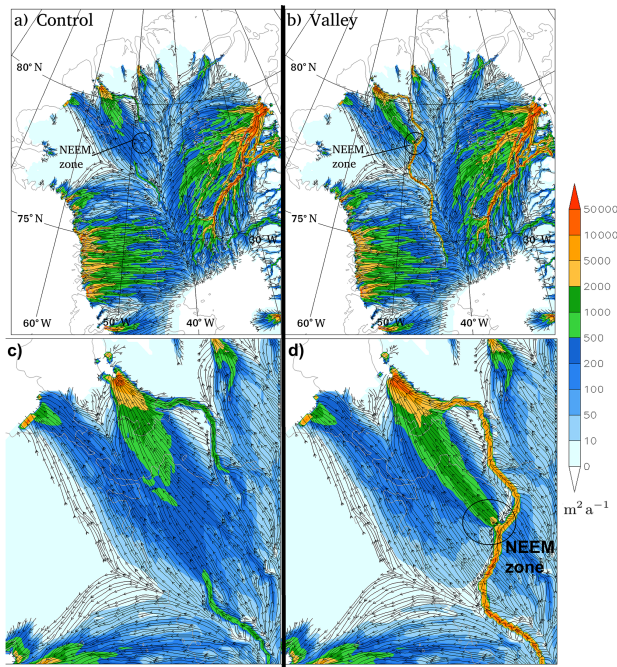 a) Control
b) Valley
80° N
80° N
NEEM
zone
NEEM
zone
75° N
75° N
30° W
30° W
60° W
50° W
40° W
60° W
50° W
40° W
c)
d)
NEEM
zone
50000
10000
5000
2000
1000
500
200
100
50
10
0
m² a⁻¹